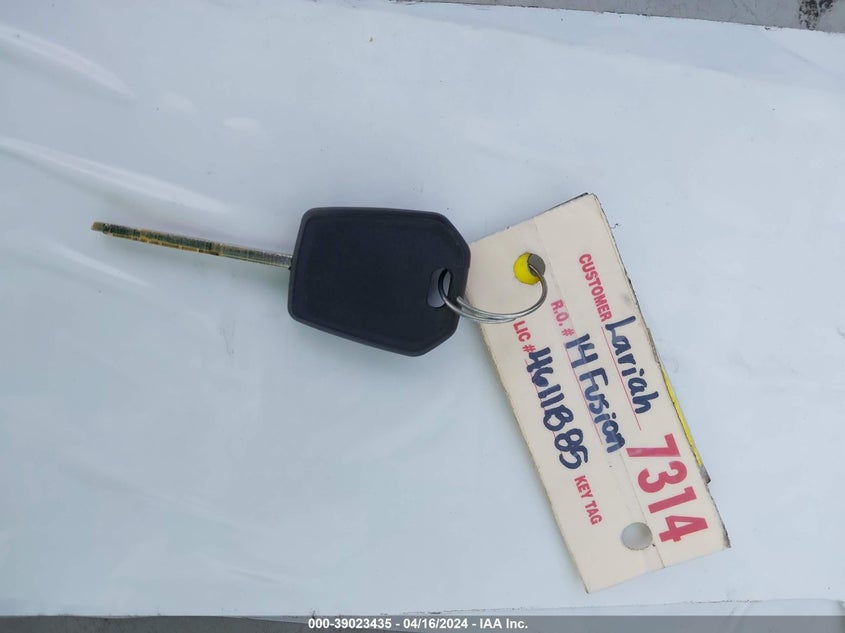 CUSTOMER Lariah
R.O. # 14 Fusion
LIC # 4611B85
KEY TAG
7314
000-39023435 - 04/16/2024 - IAA Inc.